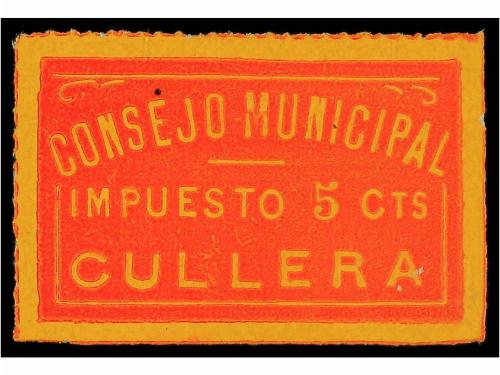 CONSEJO MUNICIPAL
IMPUESTO 5 CTS
CULLERA